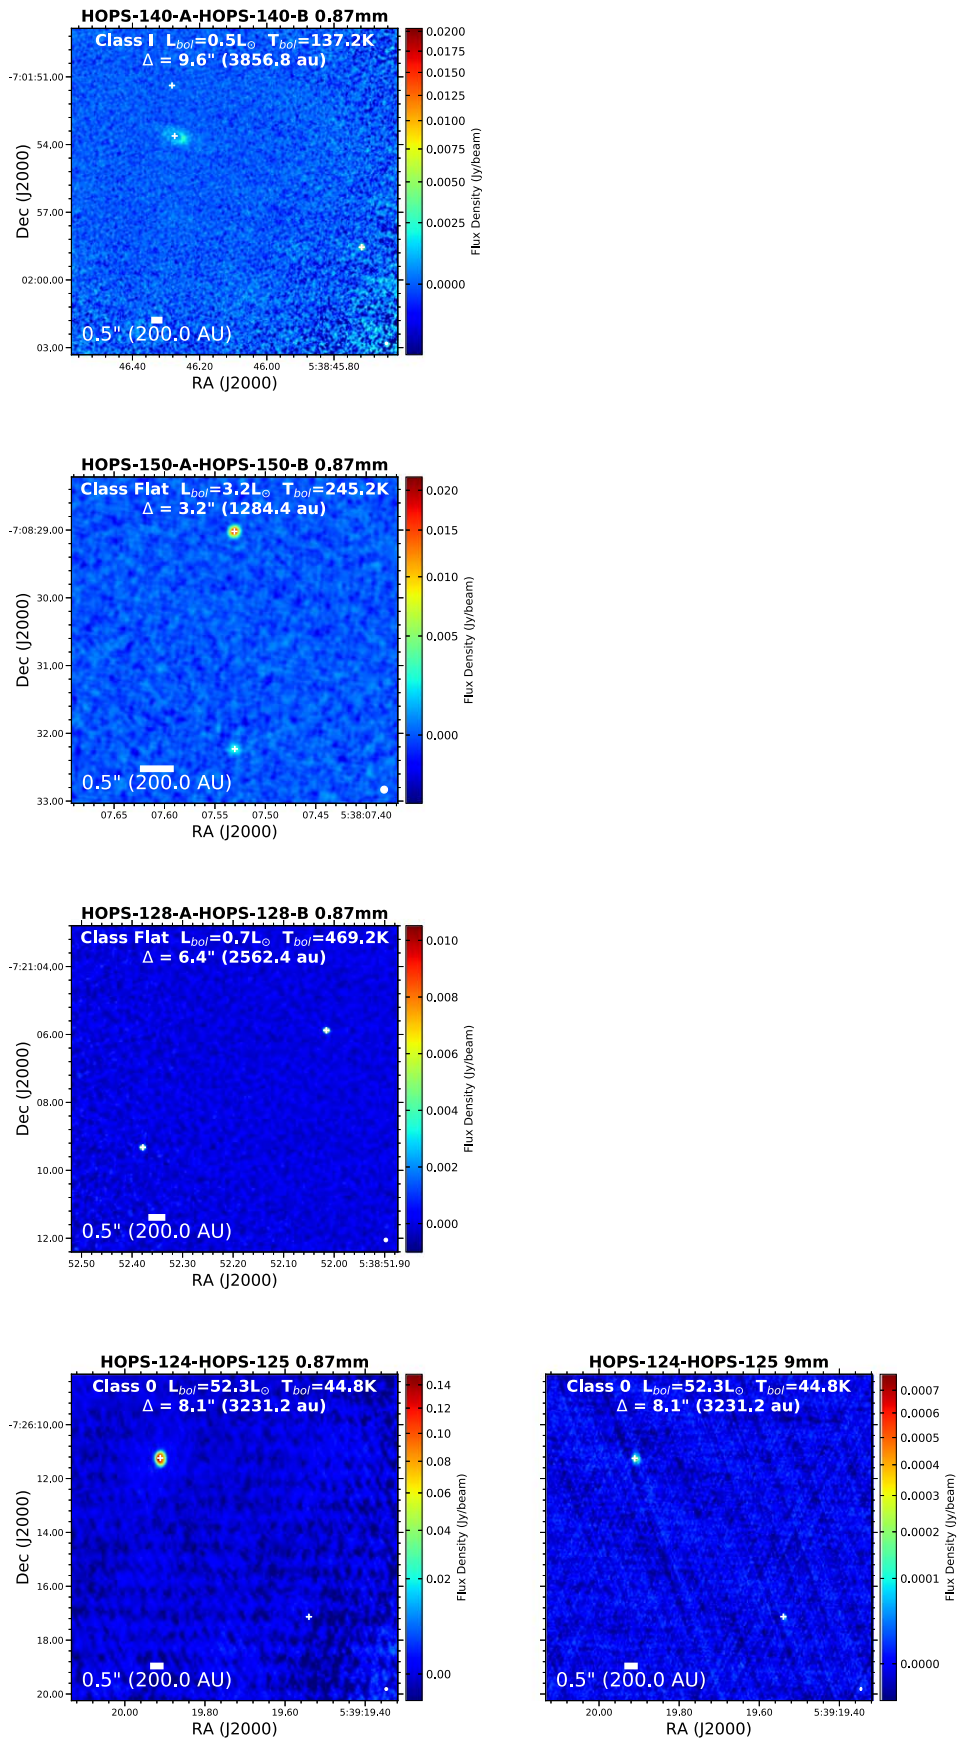 HOPS-140-A-HOPS-140-B 0.87mm
Class I L_bol=0.5L☉ T_bol=137.2K
Δ = 9.6" (3856.8 au)
-7:01:51.00
54.00
57.00
02:00.00
03.00
Dec (J2000)
0.5" (200.0 AU)
46.40 46.20 46.00 5:38:45.80
RA (J2000)
0.0200
0.0175
0.0150
0.0125
0.0100
0.0075
0.0050
0.0025
0.0000
Flux Density (Jy/beam)
HOPS-150-A-HOPS-150-B 0.87mm
Class Flat L_bol=3.2L☉ T_bol=245.2K
Δ = 3.2" (1284.4 au)
-7:08:29.00
30.00
31.00
32.00
33.00
Dec (J2000)
0.5" (200.0 AU)
07.65 07.60 07.55 07.50 07.45 5:38:07.40
RA (J2000)
0.020
0.015
0.010
0.005
0.000
Flux Density (Jy/beam)
HOPS-128-A-HOPS-128-B 0.87mm
Class Flat L_bol=0.7L☉ T_bol=469.2K
Δ = 6.4" (2562.4 au)
-7:21:04.00
06.00
08.00
10.00
12.00
Dec (J2000)
0.5" (200.0 AU)
52.50 52.40 52.30 52.20 52.10 52.00 5:38:51.90
RA (J2000)
0.010
0.008
0.006
0.004
0.002
0.000
Flux Density (Jy/beam)
HOPS-124-HOPS-125 0.87mm
Class 0 L_bol=52.3L☉ T_bol=44.8K
Δ = 8.1" (3231.2 au)
-7:26:10.00
12.00
14.00
16.00
18.00
20.00
Dec (J2000)
0.5" (200.0 AU)
20.00 19.80 19.60 5:39:19.40
RA (J2000)
0.14
0.12
0.10
0.08
0.06
0.04
0.02
0.00
Flux Density (Jy/beam)
HOPS-124-HOPS-125 9mm
Class 0 L_bol=52.3L☉ T_bol=44.8K
Δ = 8.1" (3231.2 au)
0.5" (200.0 AU)
20.00 19.80 19.60 5:39:19.40
RA (J2000)
0.0007
0.0006
0.0005
0.0004
0.0003
0.0002
0.0001
0.0000
Flux Density (Jy/beam)